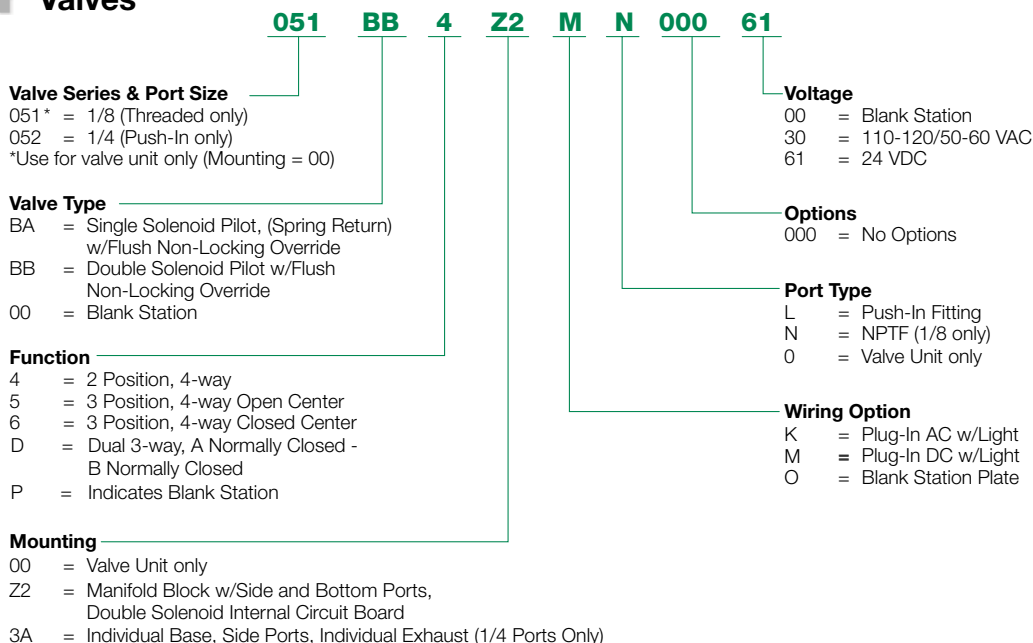 Valves
051 BB 4 Z2 M N 000 61
Valve Series & Port Size
051* = 1/8 (Threaded only)
052 = 1/4 (Push-In only)
*Use for valve unit only (Mounting = 00)
Valve Type
BA = Single Solenoid Pilot, (Spring Return)
w/Flush Non-Locking Override
BB = Double Solenoid Pilot w/Flush
Non-Locking Override
00 = Blank Station
Function
4 = 2 Position, 4-way
5 = 3 Position, 4-way Open Center
6 = 3 Position, 4-way Closed Center
D = Dual 3-way, A Normally Closed -
B Normally Closed
P = Indicates Blank Station
Mounting
00 = Valve Unit only
Z2 = Manifold Block w/Side and Bottom Ports,
Double Solenoid Internal Circuit Board
3A = Individual Base, Side Ports, Individual Exhaust (1/4 Ports Only)
Voltage
00 = Blank Station
30 = 110-120/50-60 VAC
61 = 24 VDC
Options
000 = No Options
Port Type
L = Push-In Fitting
N = NPTF (1/8 only)
0 = Valve Unit only
Wiring Option
K = Plug-In AC w/Light
M = Plug-In DC w/Light
O = Blank Station Plate